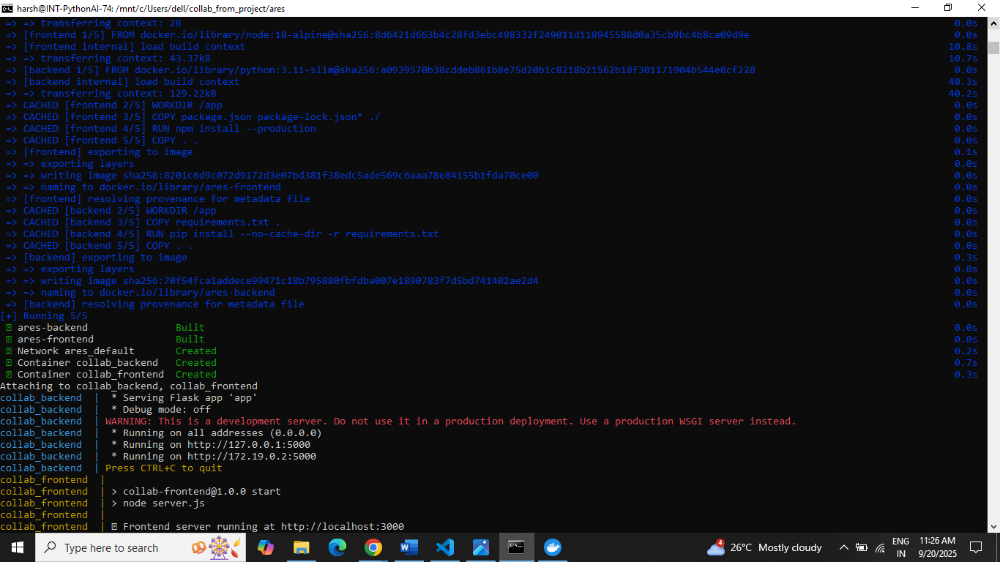 harsh@INT-PythonAI-74: /mnt/c/Users/dell/collab_from_project/ares
=> => transferring context: 2B 0.0s
=> [frontend 1/5] FROM docker.io/library/node:18-alpine@sha256:8d6421d663b4c28fd3ebc498332f249011d118945588d0a35cb9bc4b8ca09d9e 0.0s
=> [frontend internal] load build context 10.8s
=> => transferring context: 43.37kB 10.7s
=> [backend 1/5] FROM docker.io/library/python:3.11-slim@sha256:a0939570b38cddeb861b8e75d20b1c8218b21562b18f301171904b544e8cf228 0.0s
=> [backend internal] load build context 40.3s
=> => transferring context: 129.22kB 40.2s
=> CACHED [frontend 2/5] WORKDIR /app 0.0s
=> CACHED [frontend 3/5] COPY package.json package-lock.json* ./ 0.0s
=> CACHED [frontend 4/5] RUN npm install --production 0.0s
=> CACHED [frontend 5/5] COPY . . 0.0s
=> [frontend] exporting to image 0.1s
=> => exporting layers 0.0s
=> => writing image sha256:8201c6d9c072d9172d3e07bd381f38edc5ade569c6aaa78e84155b1fda70ce00 0.0s
=> => naming to docker.io/library/ares-frontend 0.0s
=> [frontend] resolving provenance for metadata file 0.0s
=> CACHED [backend 2/5] WORKDIR /app 0.0s
=> CACHED [backend 3/5] COPY requirements.txt . 0.0s
=> CACHED [backend 4/5] RUN pip install --no-cache-dir -r requirements.txt 0.0s
=> CACHED [backend 5/5] COPY . . 0.0s
=> [backend] exporting to image 0.3s
=> => exporting layers 0.0s
=> => writing image sha256:70f54fca1addece99471c18b795880fbfdba007e1890783f7d5bd741402ae2d4 0.0s
=> => naming to docker.io/library/ares-backend 0.0s
=> [backend] resolving provenance for metadata file 0.0s
[+] Running 5/5
ares-backend Built 0.0s
ares-frontend Built 0.0s
Network ares_default Created 0.2s
Container collab_backend Created 0.7s
Container collab_frontend Created 0.3s
Attaching to collab_backend, collab_frontend
collab_backend | * Serving Flask app 'app'
collab_backend | * Debug mode: off
collab_backend | WARNING: This is a development server. Do not use it in a production deployment. Use a production WSGI server instead.
collab_backend | * Running on all addresses (0.0.0.0)
collab_backend | * Running on http://127.0.0.1:5000
collab_backend | * Running on http://172.19.0.2:5000
collab_backend | Press CTRL+C to quit
collab_frontend |
collab_frontend | > collab-frontend@1.0.0 start
collab_frontend | > node server.js
collab_frontend |
collab_frontend | Frontend server running at http://localhost:3000
Type here to search
4
26°C Mostly cloudy
ENG
IN
11:26 AM
9/20/2025